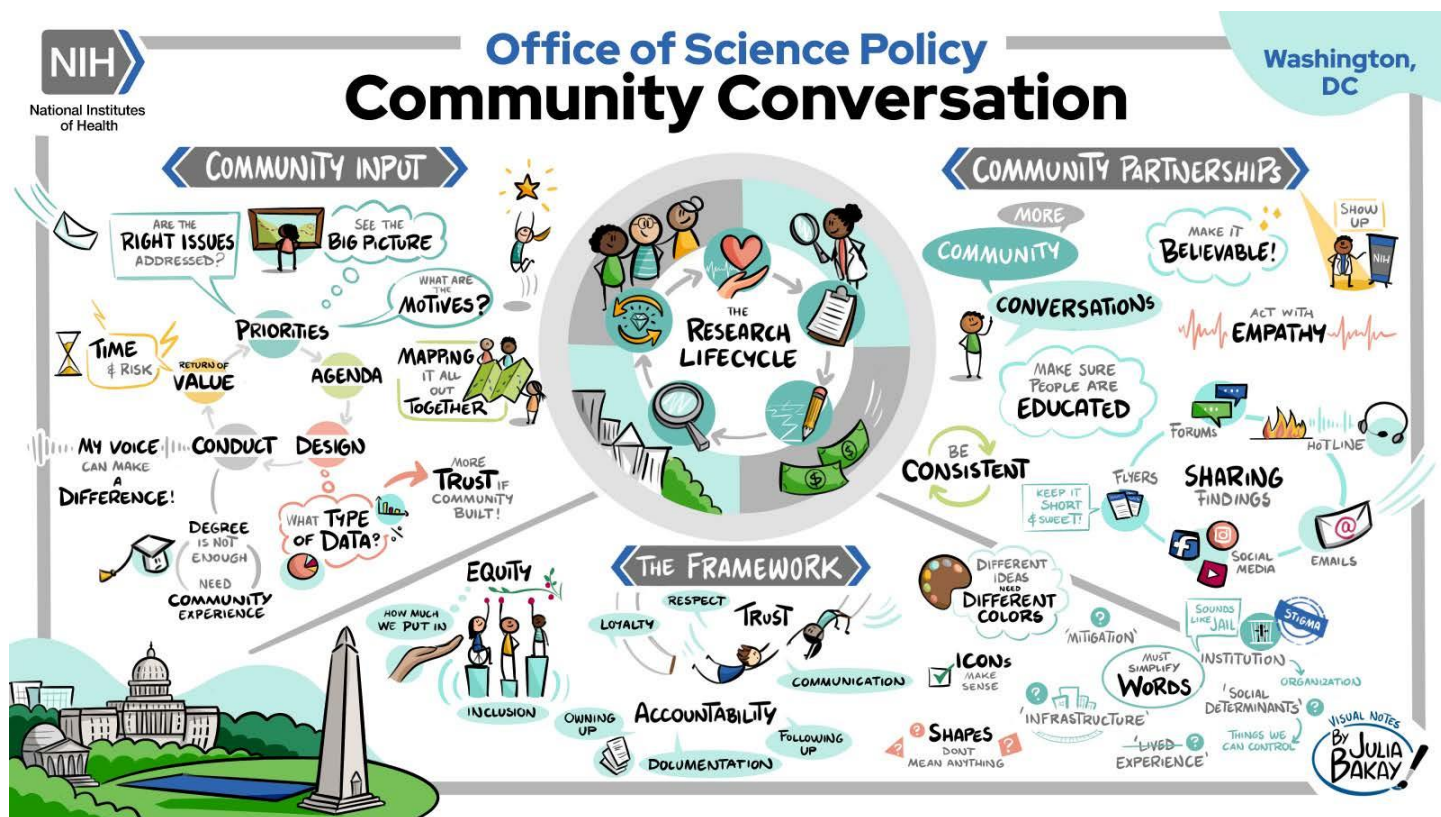 NIH
National Institutes
of Health
Office of Science Policy
Community Conversation
Washington,
DC
COMMUNITY INPUT
ARE THE
RIGHT ISSUES
ADDRESSED?
SEE THE
BIG PICTURE
WHAT ARE
THE
MOTIVES?
PRIORITIES
TIME
& RISK
RETURN OF
VALUE
AGENDA
MAPPING
IT ALL
OUT
TOGETHER
MY VOICE
CAN MAKE
A
DIFFERENCE!
CONDUCT
DESIGN
MORE
TRUST IF
COMMUNITY
BUILT!
WHAT TYPE
OF DATA?
%
DEGREE
IS NOT
ENOUGH
NEED
COMMUNITY
EXPERIENCE
THE
RESEARCH
LIFECYCLE
$
$
COMMUNITY PARTNERSHIPS
MORE
COMMUNITY
CONVERSATIONS
MAKE IT
BELIEVABLE!
SHOW
UP
NIH
ACT WITH
EMPATHY
MAKE SURE
PEOPLE ARE
EDUCATED
BE
CONSISTENT
FORUMS
HOTLINE
FLYERS
SHARING
FINDINGS
KEEP IT
SHORT
& SWEET!
f
SOCIAL
MEDIA
@
EMAILS
THE FRAMEWORK
EQUITY
HOW MUCH
WE PUT IN
INCLUSION
RESPECT
LOYALTY
TRUST
COMMUNICATION
OWNING
UP
ACCOUNTABILITY
FOLLOWING
UP
DOCUMENTATION
DIFFERENT
IDEAS
NEED
DIFFERENT
COLORS
ICONS
MAKE
SENSE
? SHAPES ?
?
DONT
MEAN ANYTHING
?
'MITIGATION'
MUST
SIMPLIFY
WORDS
SOUNDS
LIKE JAIL
STIGMA
INSTITUTION
ORGANIZATION
?
'INFRASTRUCTURE'
'SOCIAL
DETERMINANTS' ?
THINGS WE
CAN CONTROL
'LIVED ?
EXPERIENCE'
VISUAL NOTES
BY JULIA
BAKAY